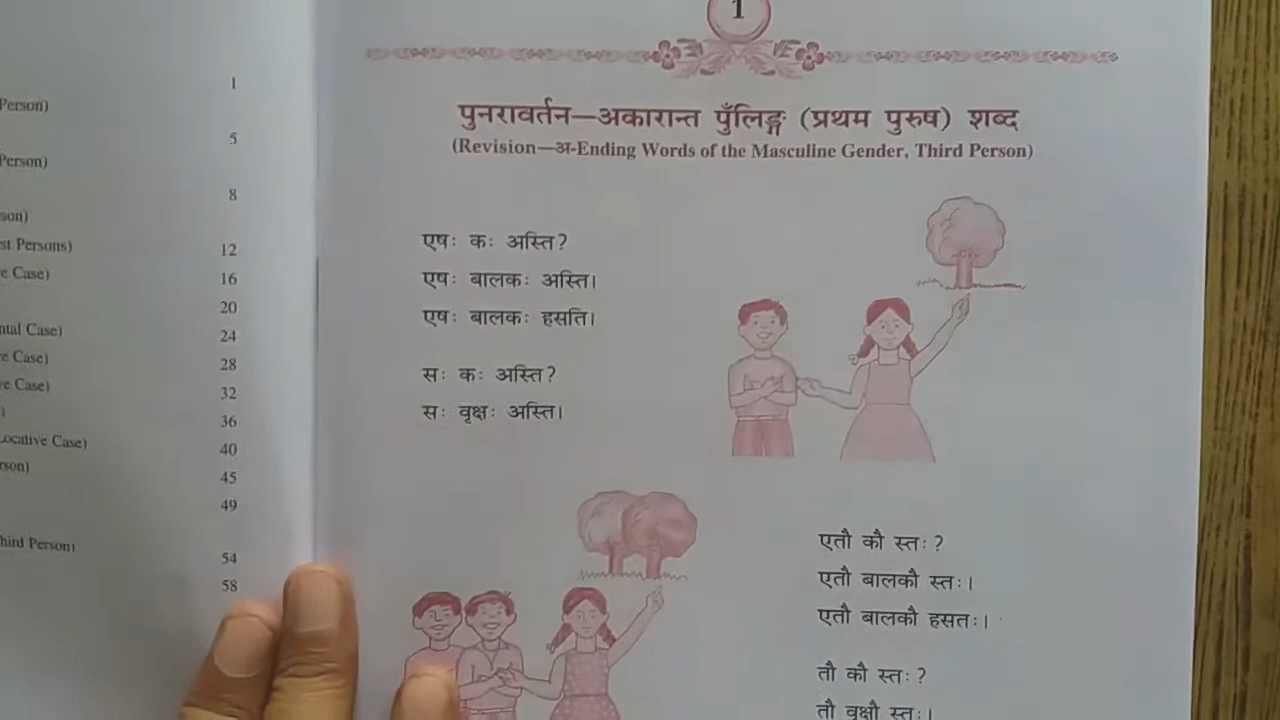 1
Person)
5
Person)
8
son)
st Persons)
12
e Case)
16
20
ntal Case)
24
e Case)
28
ve Case)
32
)
36
Locative Case)
40
rson)
45
49
hird Person)
54
58
1
पुनरावर्तन—अकारान्त पुँलिङ्ग (प्रथम पुरुष) शब्द
(Revision—अ-Ending Words of the Masculine Gender, Third Person)
एषः कः अस्ति?
एषः बालकः अस्ति।
एषः बालकः हसति।
सः कः अस्ति?
सः वृक्षः अस्ति।
एतौ कौ स्तः?
एतौ बालकौ स्तः।
एतौ बालकौ हसतः।
तौ कौ स्तः?
तौ वृक्षौ स्तः।